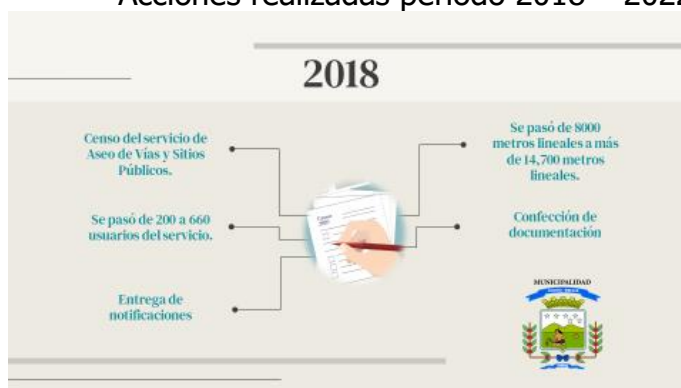 Acciones realizadas periodo 2018 – 2022
2018
Censo del servicio de
Aseo de Vías y Sitios
Públicos.
Se pasó de 200 a 660
usuarios del servicio.
Entrega de
notificaciones
Se pasó de 8000
metros lineales a más
de 14,700 metros
lineales.
Confección de
documentación
MUNICIPALIDAD